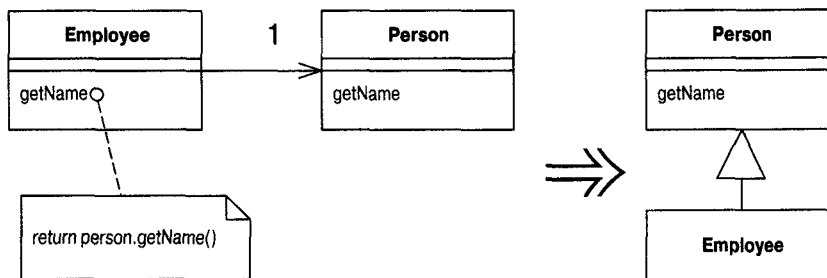 Employee
1
Person
getName
getName
return person.getName()
Person
getName
Employee